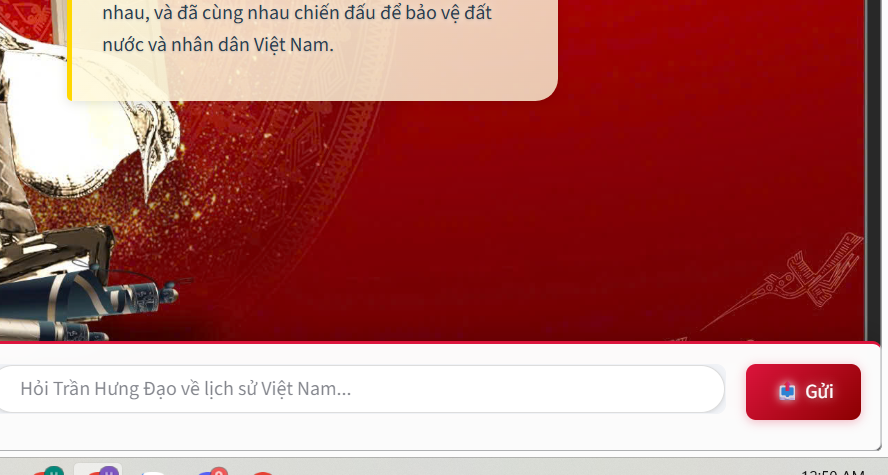 nhau, và đã cùng nhau chiến đấu để bảo vệ đất
nước và nhân dân Việt Nam.
Hỏi Trần Hưng Đạo về lịch sử Việt Nam...
Gửi